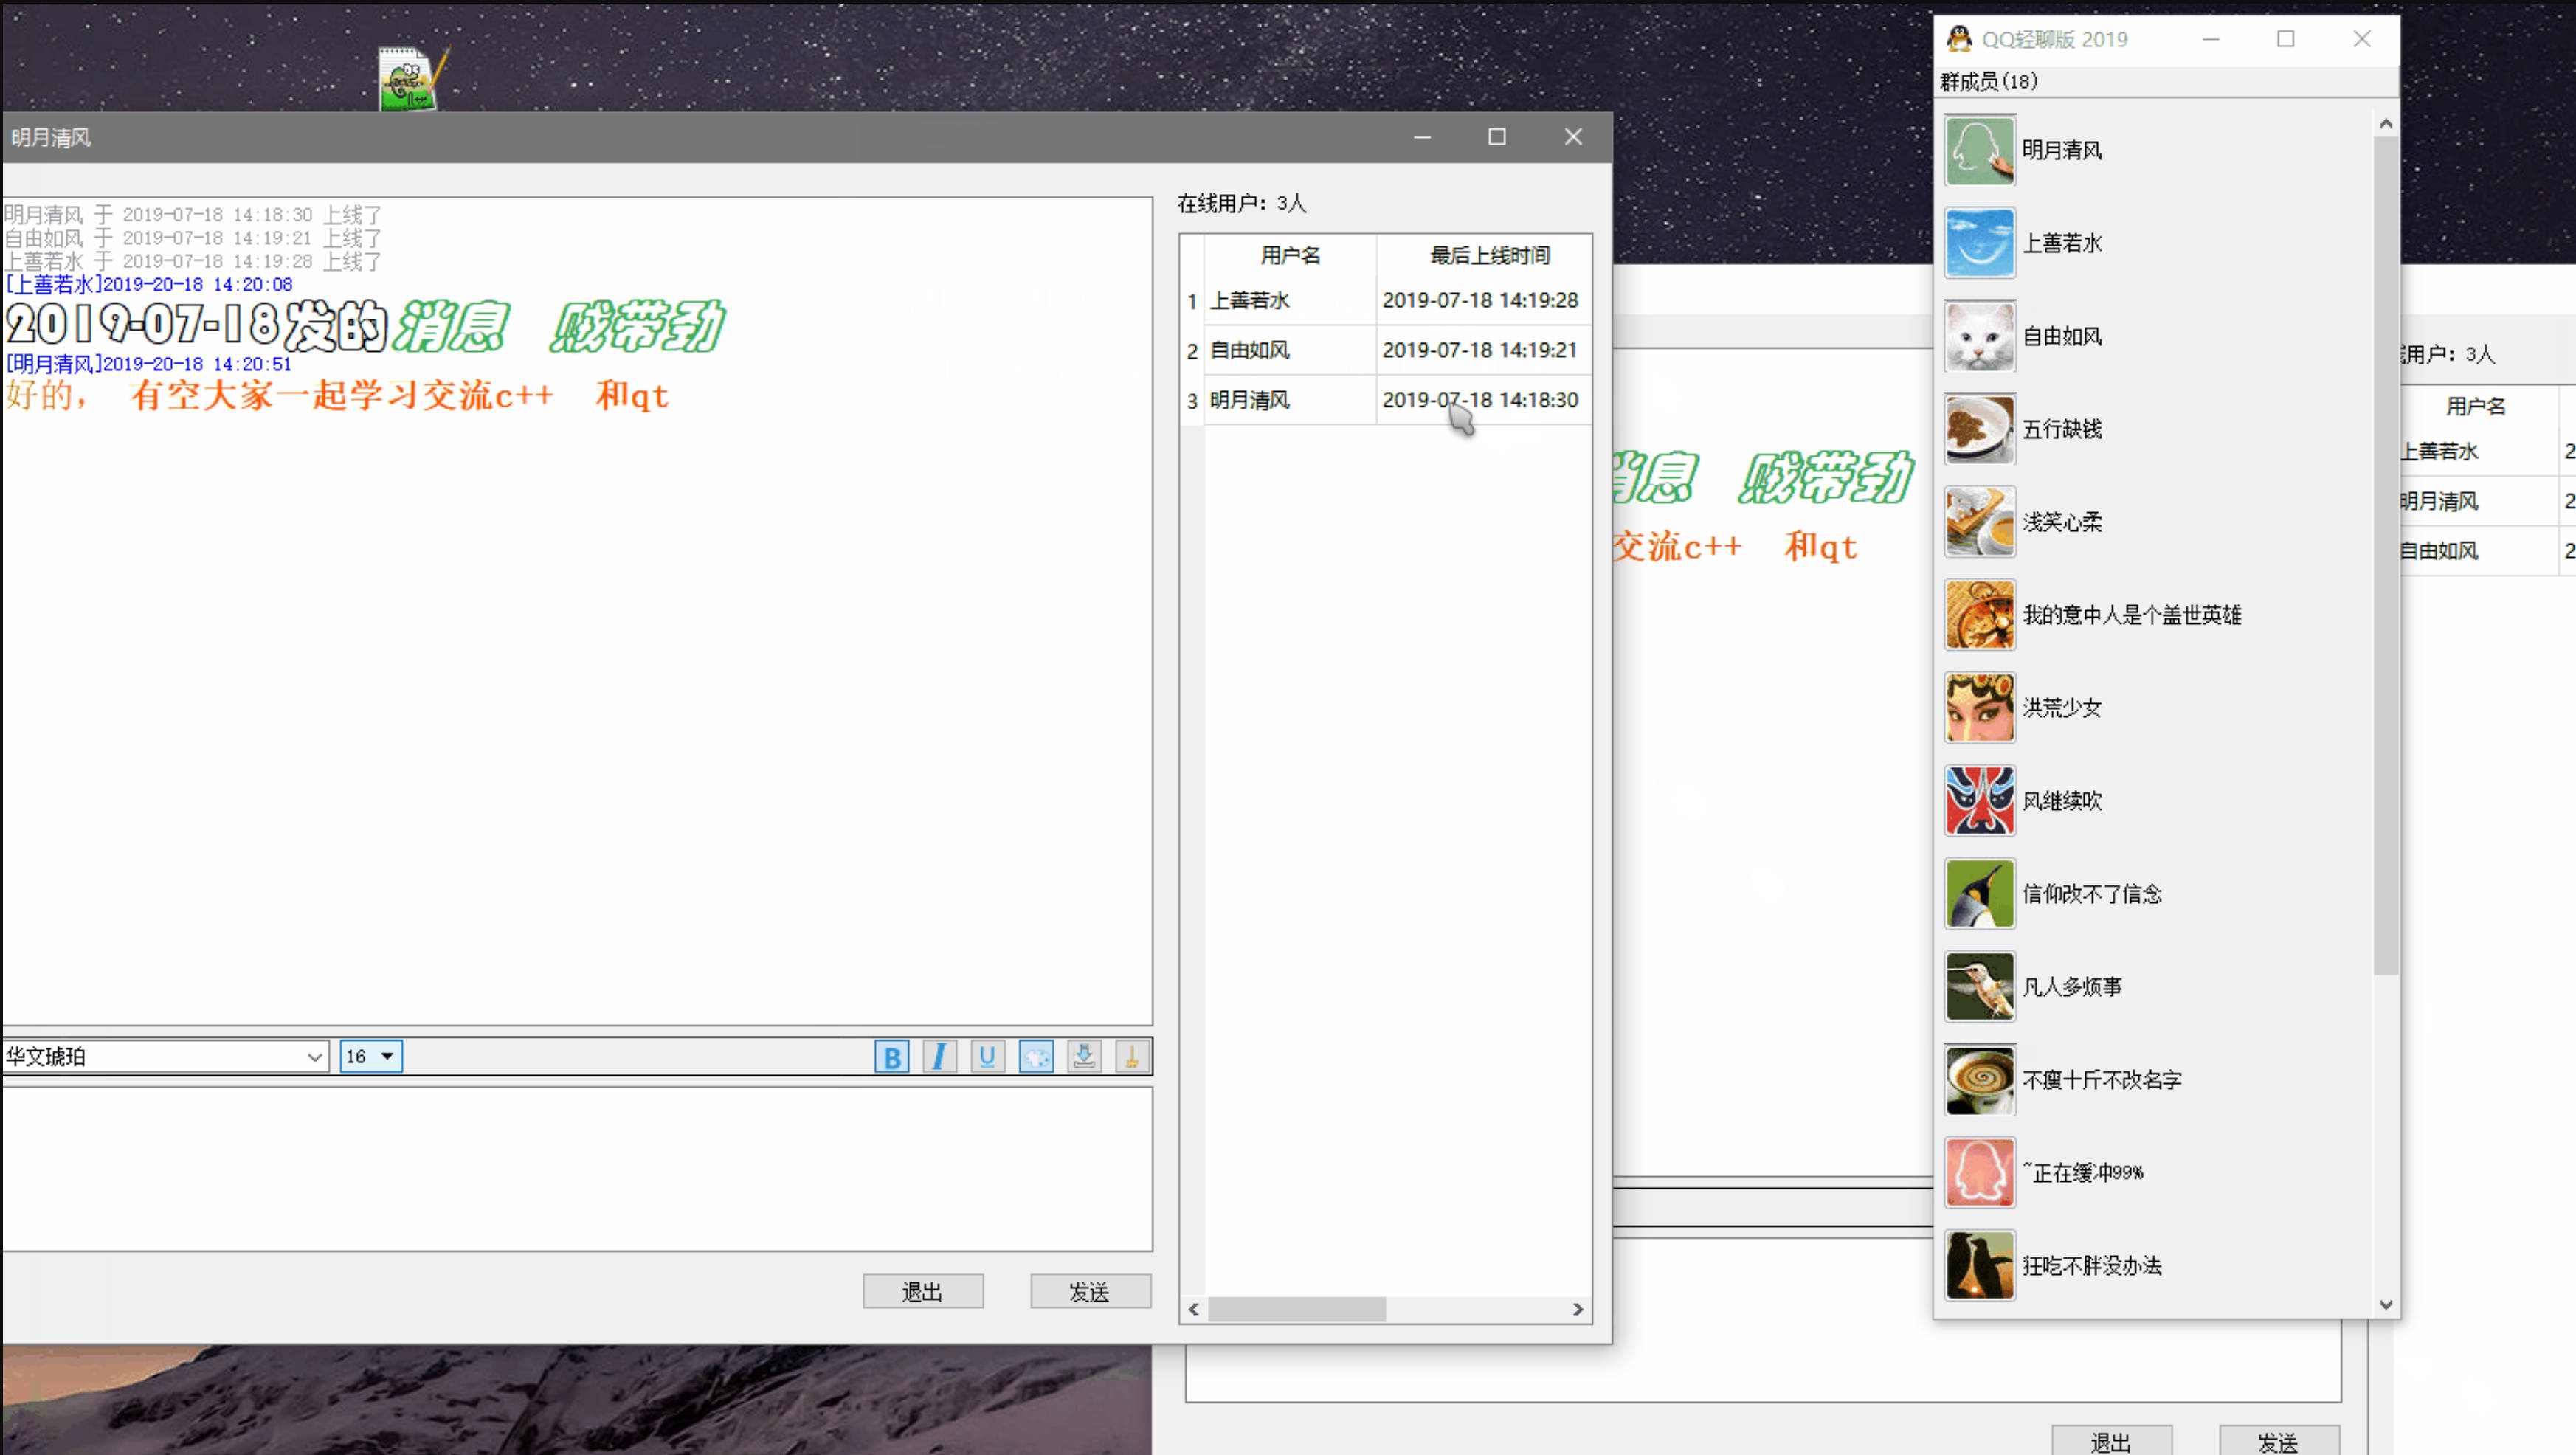 明月清风
明月清风 于 2019-07-18 14:18:30 上线了
自由如风 于 2019-07-18 14:19:21 上线了
上善若水 于 2019-07-18 14:19:28 上线了
[上善若水]2019-20-18 14:20:08
2019-07-18发的消息 贱带劲
[明月清风]2019-20-18 14:20:51
好的， 有空大家一起学习交流c++ 和qt
华文琥珀 16 B I U
退出 发送
在线用户：3人
用户名 最后上线时间
1 上善若水 2019-07-18 14:19:28
2 自由如风 2019-07-18 14:19:21
3 明月清风 2019-07-18 14:18:30
消息 贱带劲
交流c++ 和qt
QQ轻聊版 2019
群成员(18)
明月清风
上善若水
自由如风
五行缺钱
浅笑心柔
我的意中人是个盖世英雄
洪荒少女
风继续吹
信仰改不了信念
凡人多烦事
不瘦十斤不改名字
~正在缓冲99%
狂吃不胖没办法
用户：3人
用户名
上善若水 2
明月清风 2
自由如风 2
退出 发送